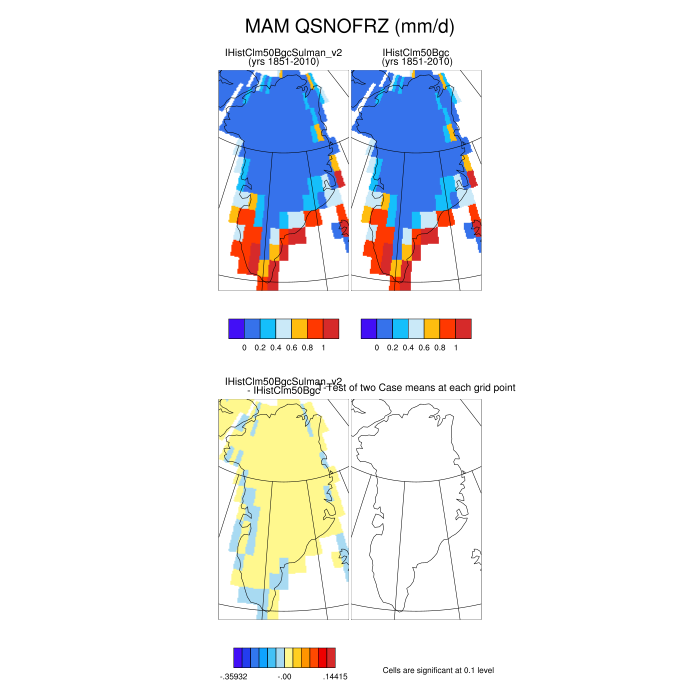 MAM QSNOFRZ (mm/d)
IHistClm50BgcSulman_v2
(yrs 1851-2010)
IHistClm50Bgc
(yrs 1851-2010)
0 0.2 0.4 0.6 0.8 1
0 0.2 0.4 0.6 0.8 1
IHistClm50BgcSulman_v2
- IHistClm50Bgc
T-Test of two Case means at each grid point
-.35932 -.00 .14415
Cells are significant at 0.1 level